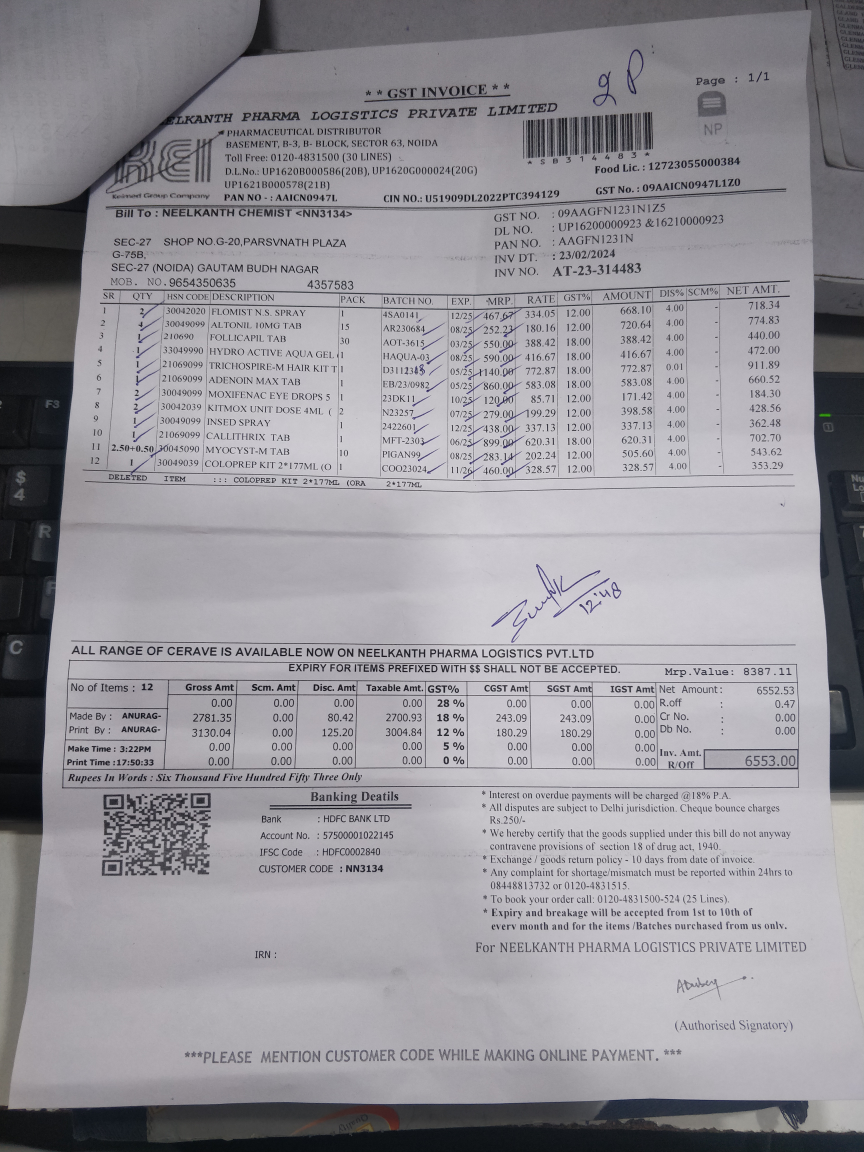 * * GST INVOICE * *
2P
Page : 1/1
EELKANTH PHARMA LOGISTICS PRIVATE LIMITED
NP
PHARMACEUTICAL DISTRIBUTOR
BASEMENT, B-3, B- BLOCK, SECTOR 63, NOIDA
Toll Free: 0120-4831500 (30 LINES)
D.L.No.: UP1620B000586(20B), UP1620G000024(20G)
UP1621B000578(21B)
REI
Keimed Group Company
PAN NO - : AAICN0947L
CIN NO.: U51909DL2022PTC394129
*SB314483*
Food Lic. : 12723055000384
GST No. : 09AAICN0947L1Z0
Bill To : NEELKANTH CHEMIST <NN3134>
SEC-27 SHOP NO.G-20,PARSVNATH PLAZA
G-75B,
SEC-27 (NOIDA) GAUTAM BUDH NAGAR
MOB. NO.9654350635 4357583
GST NO. : 09AAGFN1231N1Z5
DL NO. : UP16200000923 &16210000923
PAN NO. : AAGFN1231N
INV DT. : 23/02/2024
INV NO. AT-23-314483
SR QTY HSN CODE DESCRIPTION PACK BATCH NO. EXP. MRP. RATE GST% AMOUNT DIS% SCM% NET AMT.
1 2 30042020 FLOMIST N.S. SPRAY 1 4SA0141 12/25 467.67 334.05 12.00 668.10 4.00 - 718.34
2 4 30049099 ALTONIL 10MG TAB 15 AR230684 08/25 252.23 180.16 12.00 720.64 4.00 - 774.83
3 1 210690 FOLLICAPIL TAB 30 AOT-3615 03/25 550.00 388.42 18.00 388.42 4.00 - 440.00
4 1 33049990 HYDRO ACTIVE AQUA GEL ( 1 HAQUA-03 08/25 590.00 416.67 18.00 416.67 4.00 - 472.00
5 1 21069099 TRICHOSPIRE-M HAIR KIT T 1 05/25 1140.00 772.87 18.00 772.87 0.01 - 911.89
6 1 21069099 ADENOIN MAX TAB 1 EB/23/0982 05/25 860.00 583.08 18.00 583.08 4.00 - 660.52
7 2 30049099 MOXIFENAC EYE DROPS 5 1 23DK11 10/25 120.00 85.71 12.00 171.42 4.00 - 184.30
8 2 30042039 KITMOX UNIT DOSE 4ML ( 2 N23257 07/25 279.00 199.29 12.00 398.58 4.00 - 428.56
9 1 30049099 INSED SPRAY 1 2422601 12/25 438.00 337.13 12.00 337.13 4.00 - 362.48
10 1 21069099 CALLITHRIX TAB 1 MFT-2303 06/25 899.00 620.31 18.00 620.31 4.00 - 702.70
11 2.50+0.50 30045090 MYOCYST-M TAB 10 PIGAN99 08/25 283.14 202.24 12.00 505.60 4.00 - 543.62
12 1 30049039 COLOPREP KIT 2*177ML (O 1 COO23024 11/26 460.00 328.57 12.00 328.57 4.00 - 353.29
DELETED ITEM ::: COLOPREP KIT 2*177ML (ORA 2*177ML
12:48
ALL RANGE OF CERAVE IS AVAILABLE NOW ON NEELKANTH PHARMA LOGISTICS PVT.LTD
EXPIRY FOR ITEMS PREFIXED WITH $$ SHALL NOT BE ACCEPTED. Mrp.Value: 8387.11
No of Items : 12 Gross Amt Scm. Amt Disc. Amt Taxable Amt. GST% CGST Amt SGST Amt IGST Amt Net Amount: 6552.53
0.00 0.00 0.00 0.00 28 % 0.00 0.00 0.00 R.off : 0.47
Made By : ANURAG- 2781.35 0.00 80.42 2700.93 18 % 243.09 243.09 0.00 Cr No. : 0.00
Print By : ANURAG- 3130.04 0.00 125.20 3004.84 12 % 180.29 180.29 0.00 Db No. : 0.00
Make Time : 3:22PM 0.00 0.00 0.00 0.00 5 % 0.00 0.00 0.00
Print Time :17:50:33 0.00 0.00 0.00 0.00 0 % 0.00 0.00 0.00 Inv. Amt. R/Off 6553.00
Rupees In Words : Six Thousand Five Hundred Fifty Three Only
Banking Deatils
Bank : HDFC BANK LTD
Account No. : 57500001022145
IFSC Code : HDFC0002840
CUSTOMER CODE : NN3134
IRN :
* Interest on overdue payments will be charged @18% P.A.
* All disputes are subject to Delhi jurisdiction. Cheque bounce charges
Rs.250/-
* We hereby certify that the goods supplied under this bill do not anyway
contravene provisions of section 18 of drug act, 1940.
* Exchange / goods return policy - 10 days from date of invoice.
* Any complaint for shortage/mismatch must be reported within 24hrs to
08448813732 or 0120-4831515.
* To book your order call: 0120-4831500-524 (25 Lines).
* Expiry and breakage will be accepted from 1st to 10th of
every month and for the items /Batches purchased from us only.
For NEELKANTH PHARMA LOGISTICS PRIVATE LIMITED
(Authorised Signatory)
***PLEASE MENTION CUSTOMER CODE WHILE MAKING ONLINE PAYMENT. ***
F3
$
4
R
C